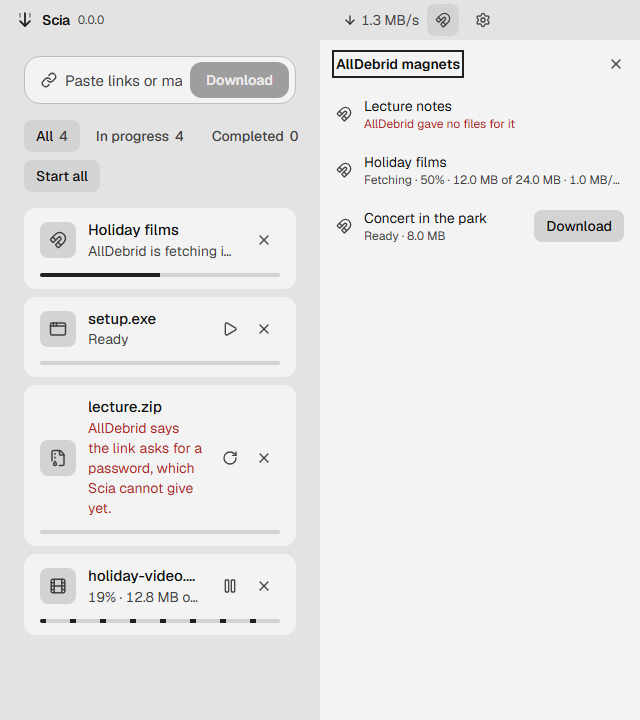 Scia 0.0.0
1.3 MB/s
Paste links or ma
Download
All 4
In progress 4
Completed 0
Start all
Holiday films
AllDebrid is fetching i...
setup.exe
Ready
lecture.zip
AllDebrid says
the link asks for a
password, which
Scia cannot give
yet.
holiday-video....
19% · 12.8 MB o...
AllDebrid magnets
Lecture notes
AllDebrid gave no files for it
Holiday films
Fetching · 50% · 12.0 MB of 24.0 MB · 1.0 MB/...
Concert in the park
Ready · 8.0 MB
Download